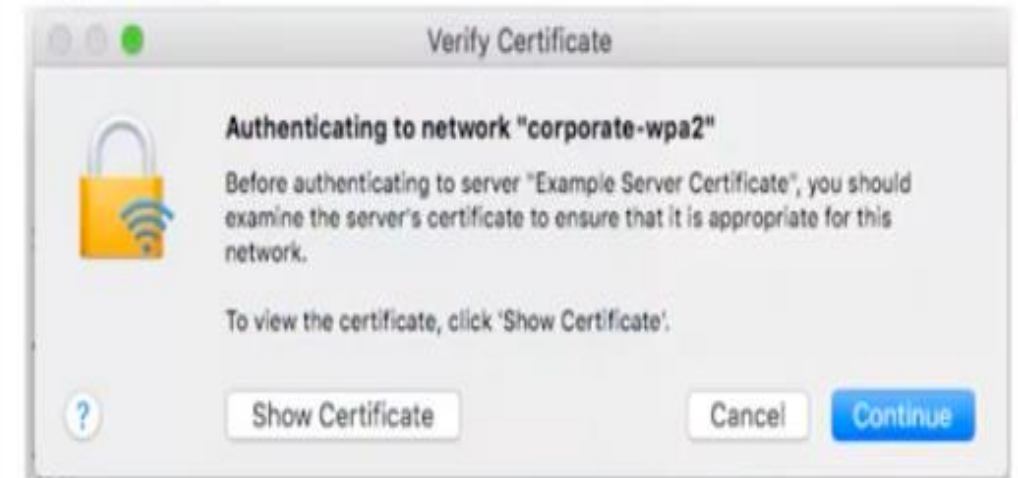 Verify Certificate
Authenticating to network "corporate-wpa2"
Before authenticating to server "Example Server Certificate", you should
examine the server's certificate to ensure that it is appropriate for this
network.
To view the certificate, click 'Show Certificate'.
?
Show Certificate
Cancel
Continue